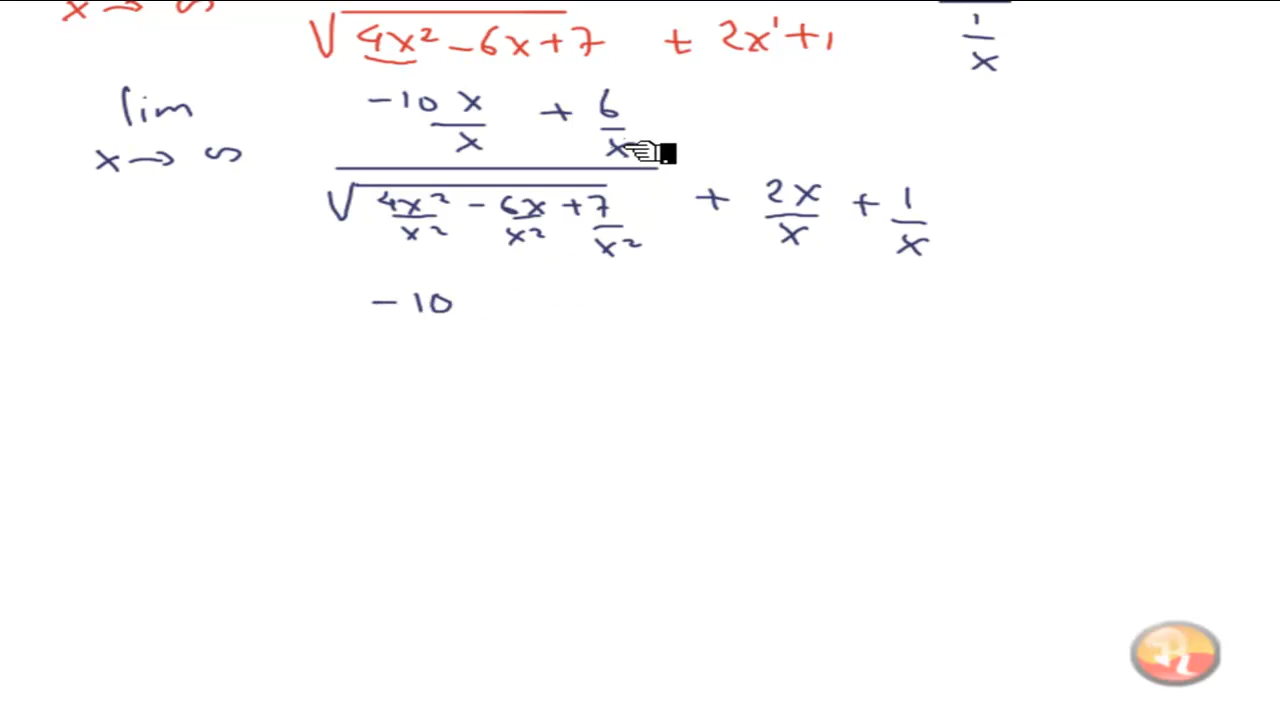 x → ∞
√4x² - 6x + 7 + 2x¹ + 1
1
x
lim -10 x + 6
x x
x → ∞
√4x² - 6x + 7 + 2x + 1
x² x² x² x x
- 10